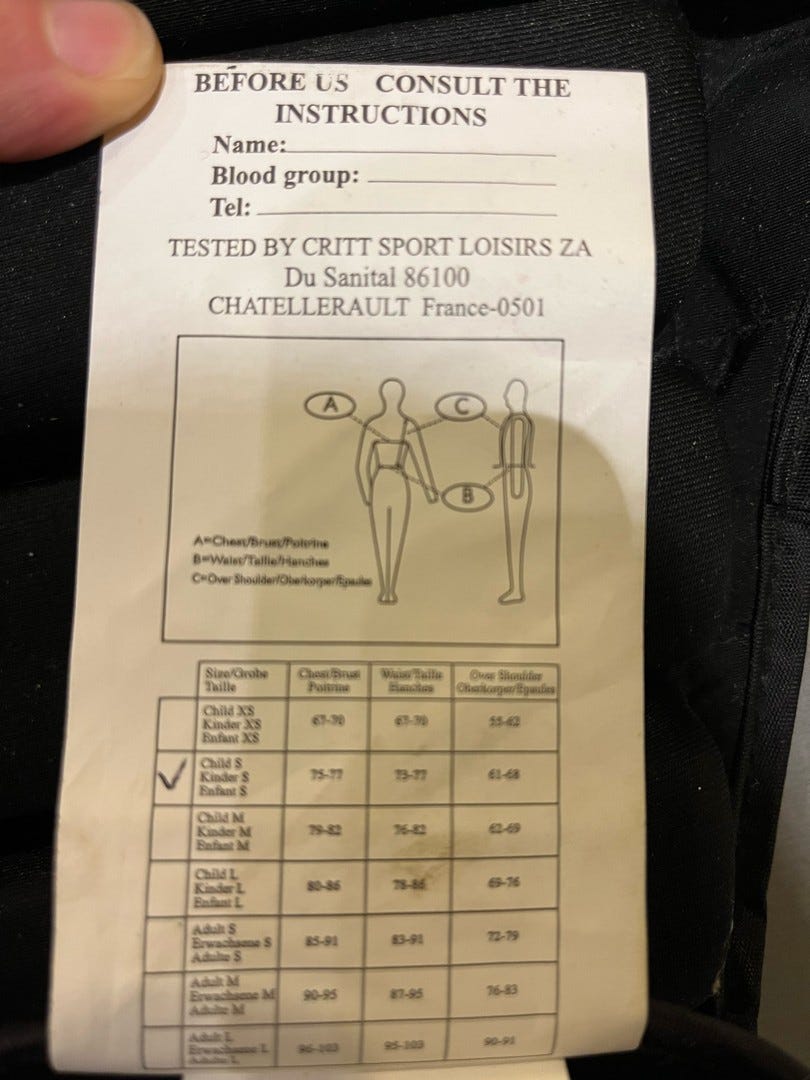 BEFORE US CONSULT THE
INSTRUCTIONS
Name:
Blood group:
Tel:
TESTED BY CRITT SPORT LOISIRS ZA
Du Sanital 86100
CHATELLERAULT France-0501
A
C
B
A=Chest/Brust/Poitrine
B=Waist/Taille/Hanches
C=Over Shoulder/Oberkorper/Epaules
Size/Grobe Chest/Brust Waist/Taille Over Shoulder
Taille Poitrine Hanches Oberkorper/Epaules
Child XS
Kinder XS 67-70 67-70 55-62
Enfant XS
Child S
Kinder S 75-77 73-77 61-68
Enfant S
Child M
Kinder M 79-82 76-82 62-69
Enfant M
Child L
Kinder L 80-86 78-86 69-76
Enfant L
Adult S
Erwachsene S 85-91 83-91 72-79
Adulte S
Adult M
Erwachsene M 90-95 87-95 76-83
Adulte M
Adult L
Erwachsene L 96-103 95-103 90-91
Adulte L